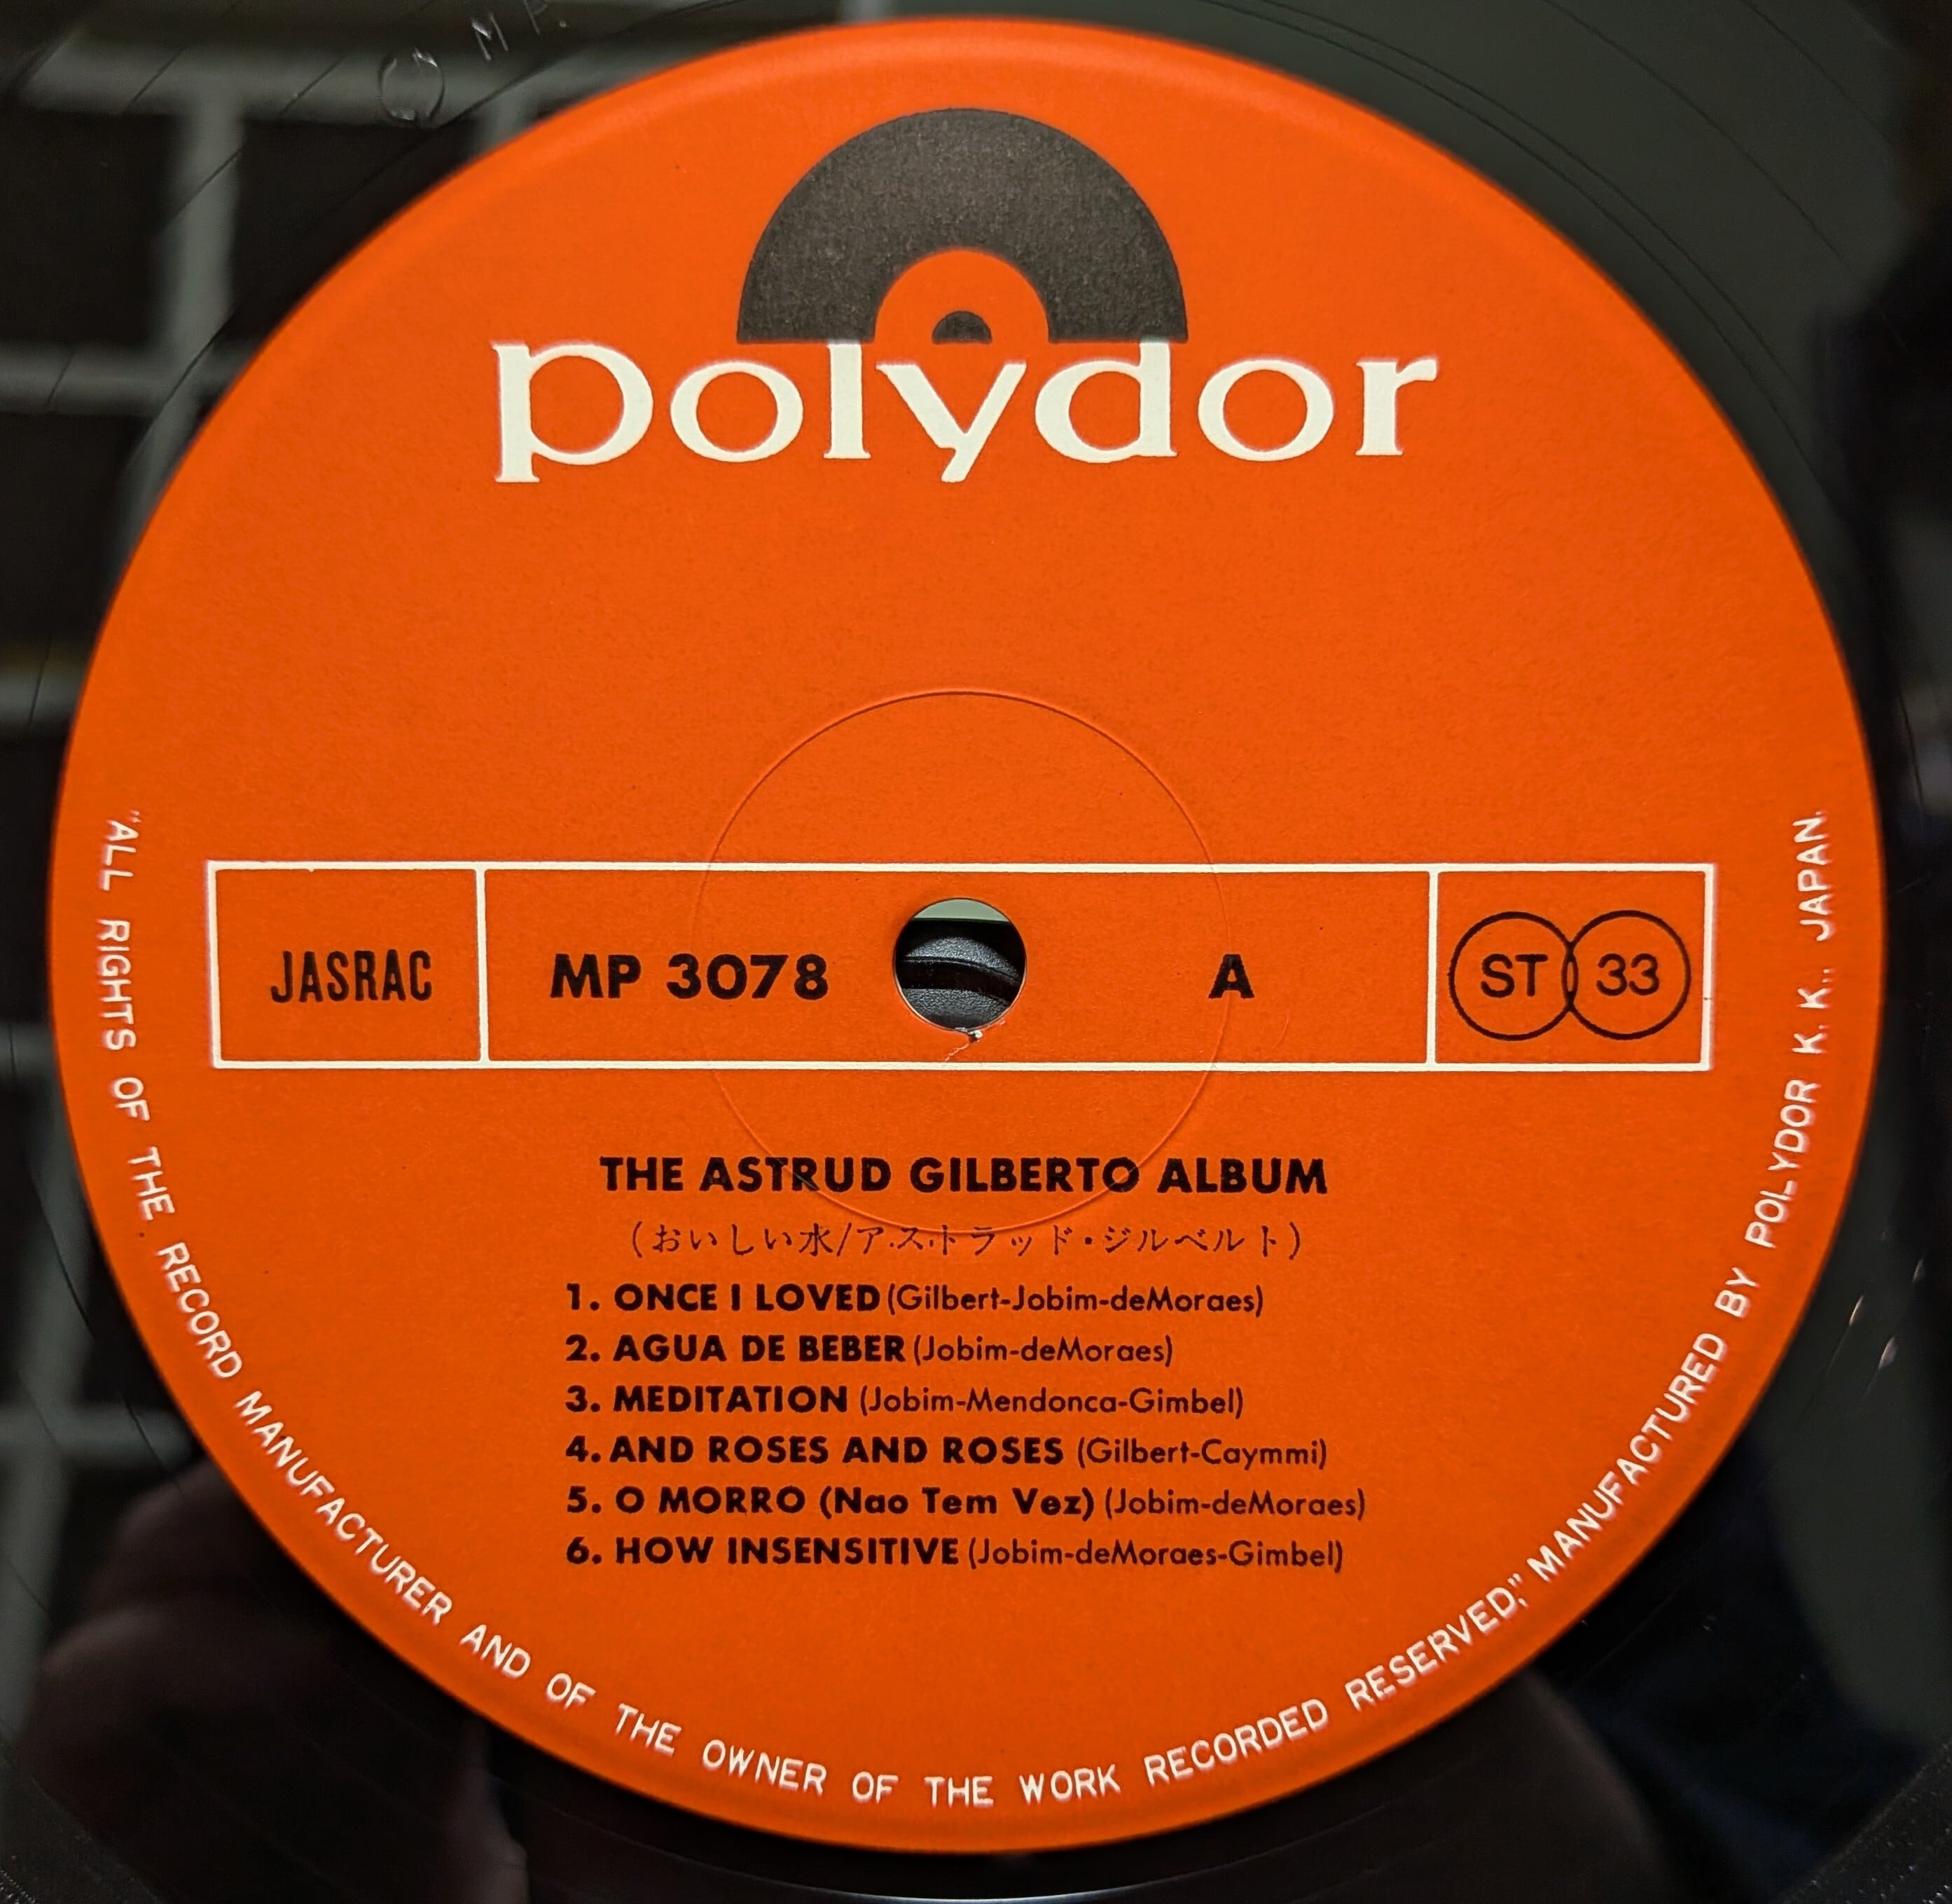 polydor
JASRAC
MP 3078
A
ST 33
THE ASTRUD GILBERTO ALBUM
(おいしい水/アストラッド・ジルベルト)
1. ONCE I LOVED (Gilbert-Jobim-deMoraes)
2. AGUA DE BEBER (Jobim-deMoraes)
3. MEDITATION (Jobim-Mendonca-Gimbel)
4. AND ROSES AND ROSES (Gilbert-Caymmi)
5. O MORRO (Nao Tem Vez) (Jobim-deMoraes)
6. HOW INSENSITIVE (Jobim-deMoraes-Gimbel)
"ALL RIGHTS OF THE RECORD MANUFACTURER AND OF THE OWNER OF THE WORK RECORDED RESERVED," MANUFACTURED BY POLYDOR K. K., JAPAN.